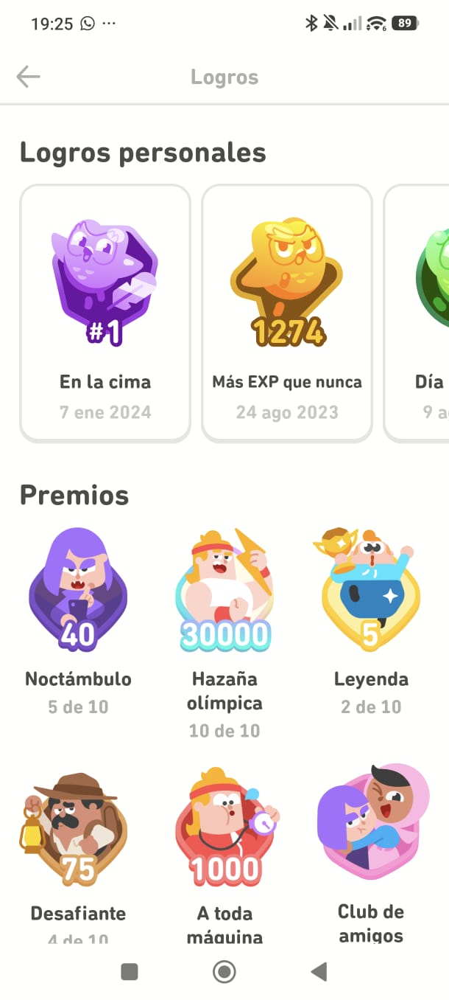 19:25 ... 6 89
Logros
Logros personales
#1 1274
En la cima Más EXP que nunca Día
7 ene 2024 24 ago 2023 9 a
Premios
40 30000 5
Noctámbulo Hazaña olímpica Leyenda
5 de 10 10 de 10 2 de 10
75 1000
Desafiante A toda máquina Club de amigos
4 de 10